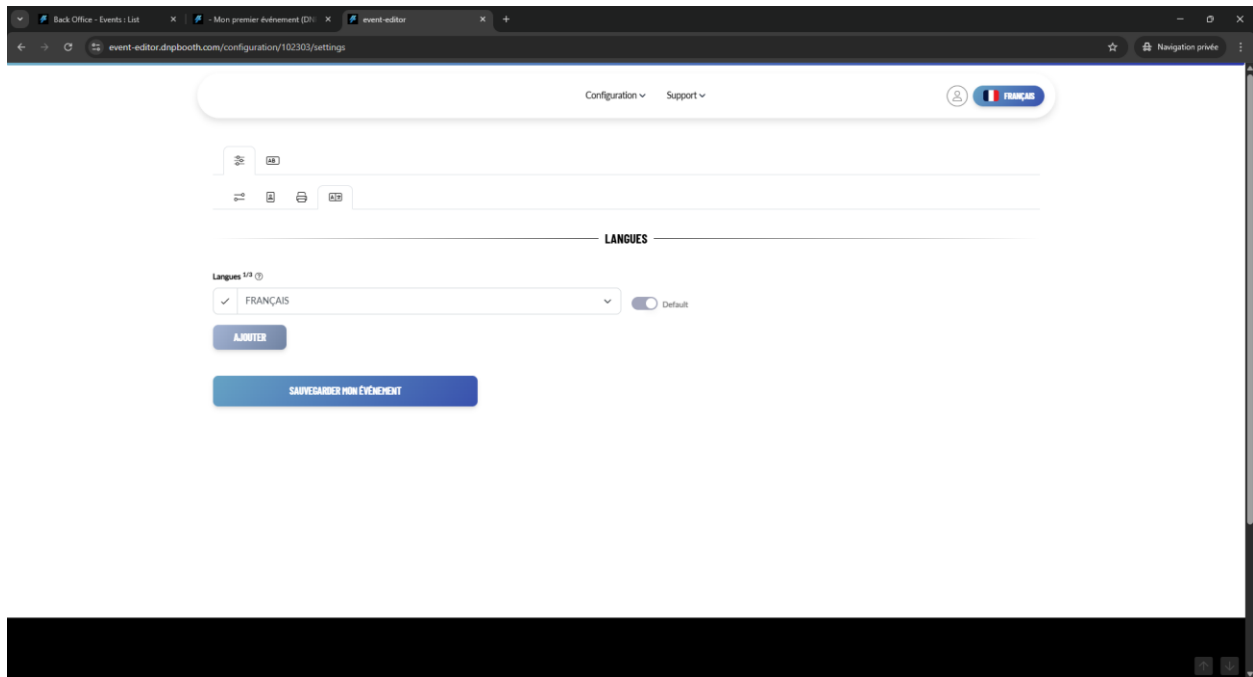 Back Office - Events : List
- Mon premier événement (DN
event-editor
event-editor.dnpbooth.com/configuration/102303/settings
Navigation privée
Configuration
Support
FRANÇAIS
AB
LANGUES
Langues 1/3
FRANÇAIS
Default
AJOUTER
SAUVEGARDER MON ÉVÉNEMENT